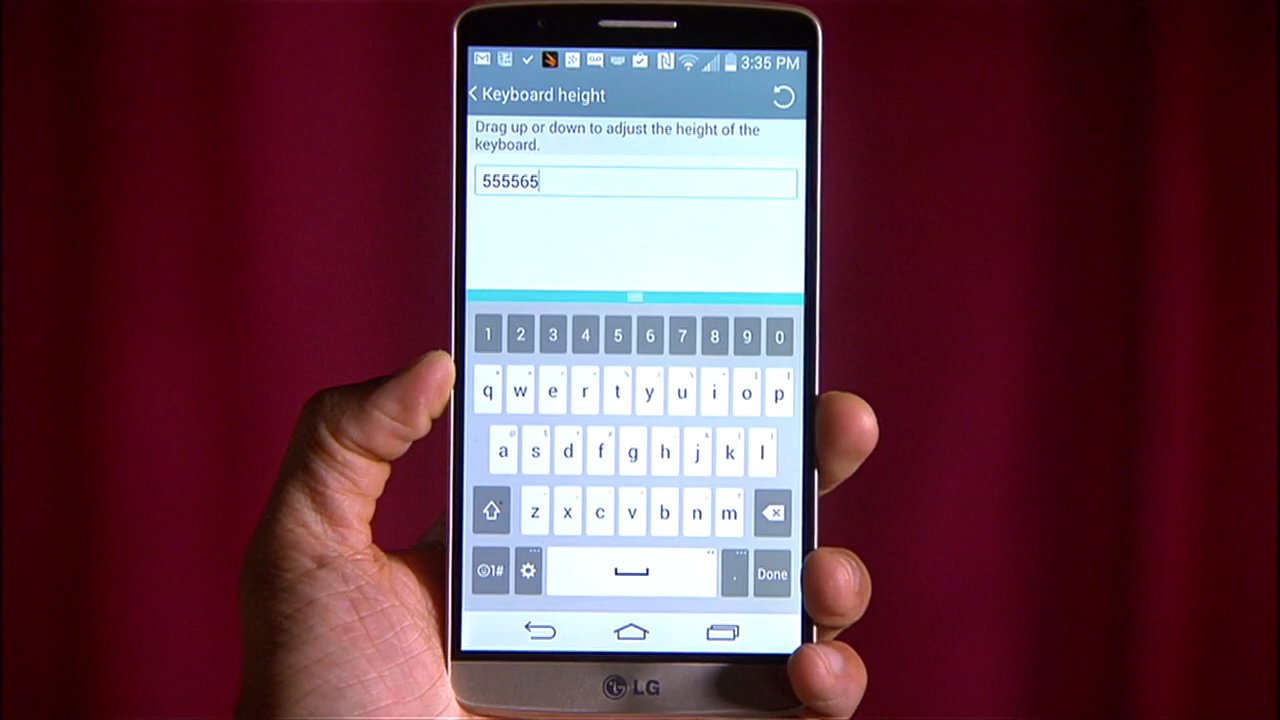 3:35 PM
Keyboard height
Drag up or down to adjust the height of the
keyboard.
555565
1 2 3 4 5 6 7 8 9 0
q w e r t y u i o p
a s d f g h j k l
z x c v b n m
1# . Done
LG